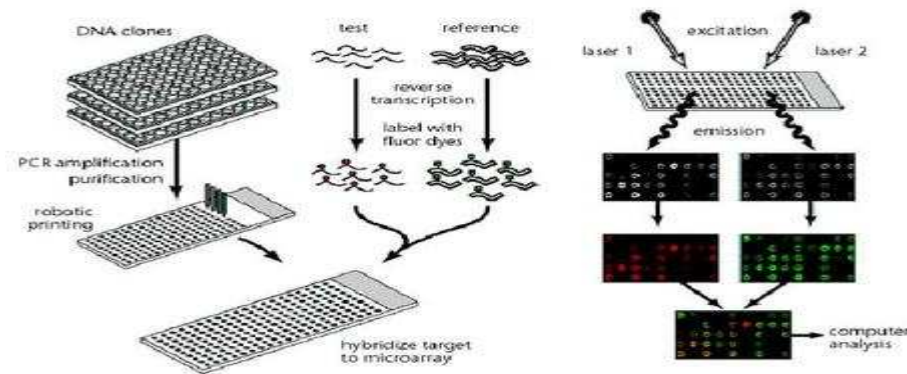 DNA clones
PCR amplification
purification
robotic
printing
test
reference
reverse
transcription
label with
fluor dyes
hybridize target
to microarray
laser 1
excitation
laser 2
emission
computer
analysis